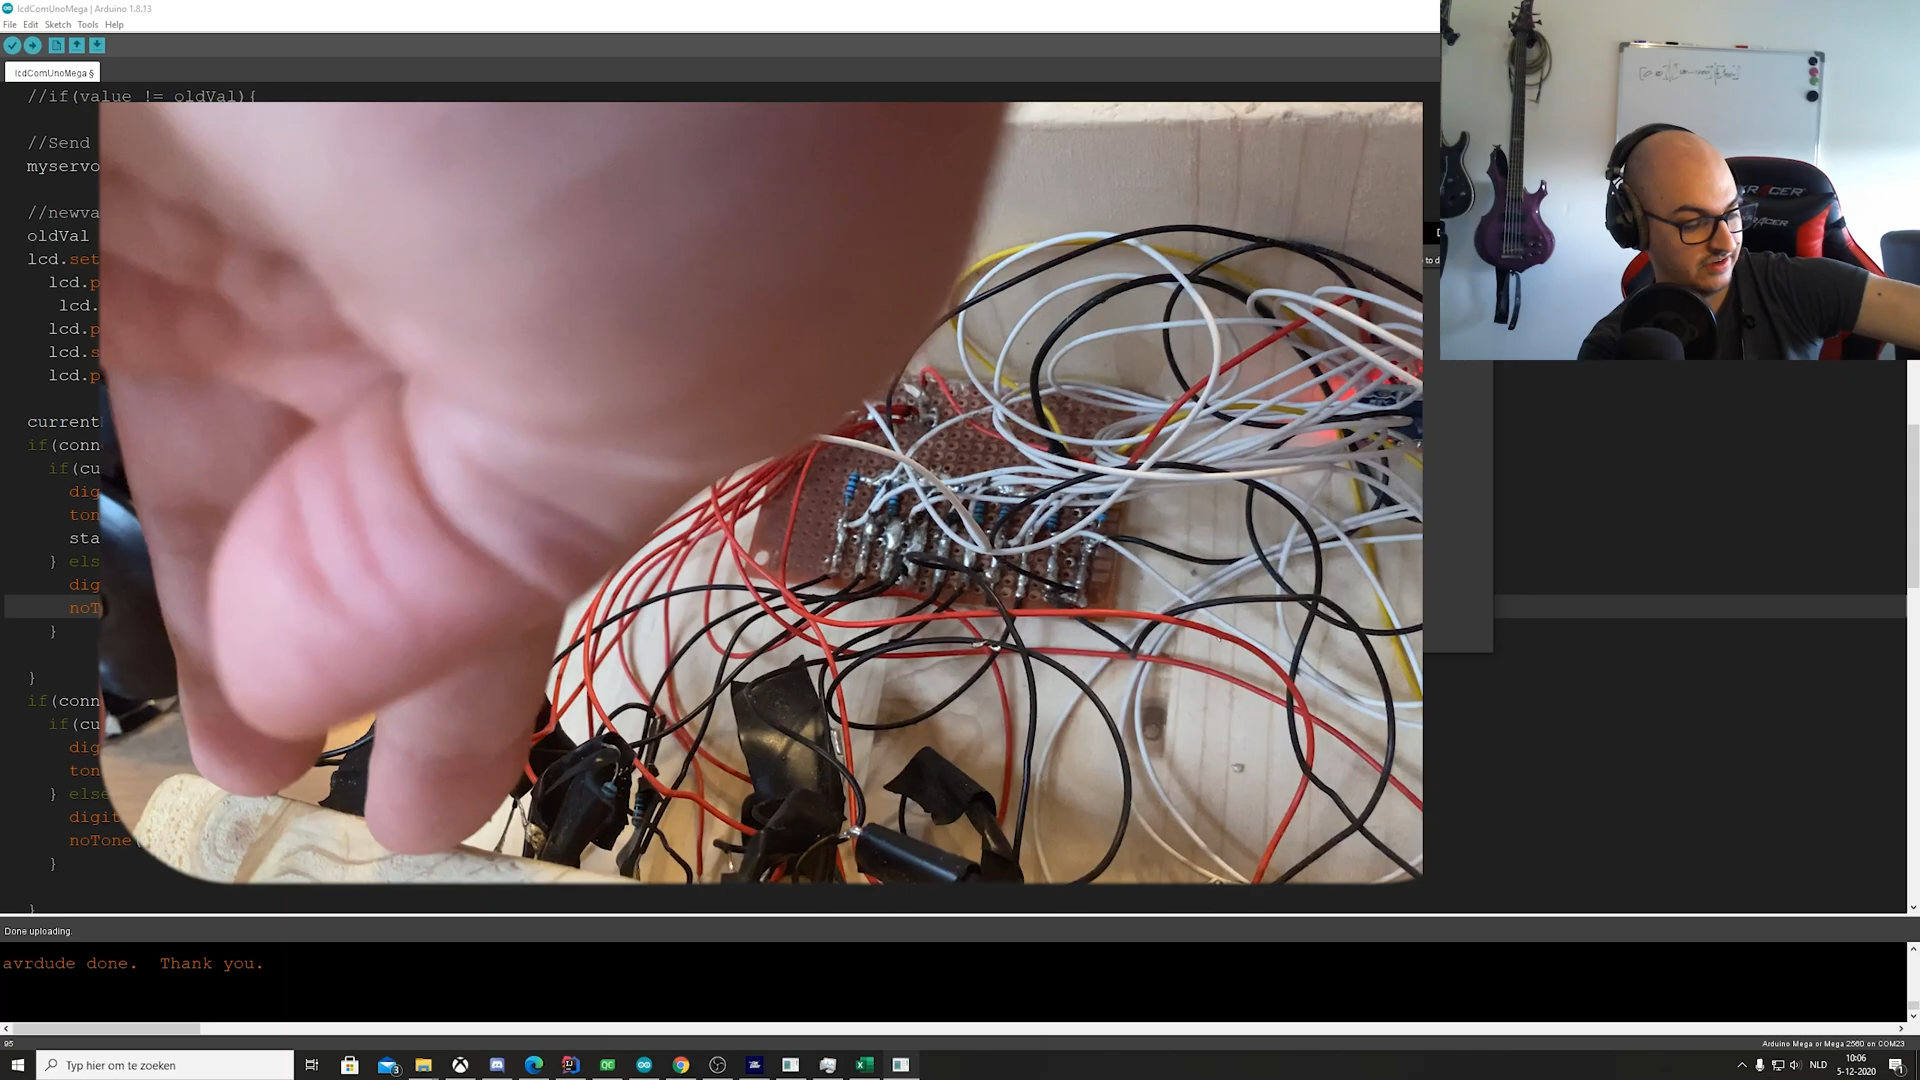 lcdComUnoMega | Arduino 1.8.13
File Edit Sketch Tools Help
lcdComUnoMega §
//if(value != oldVal){
//Send
myservo
//newva
oldVal
lcd.set
lcd.p
lcd.
lcd.p
lcd.s
lcd.p
current
if(conn
if(cu
dig
ton
sta
} els
dig
noT
}
}
if(conn
if(cu
dig
ton
} else
digit
noTone
}
}
Done uploading.
avrdude done.  Thank you.
95
Arduino Mega or Mega 2560 on COM23
Typ hier om te zoeken
3
NLD
10:06
5-12-2020
1